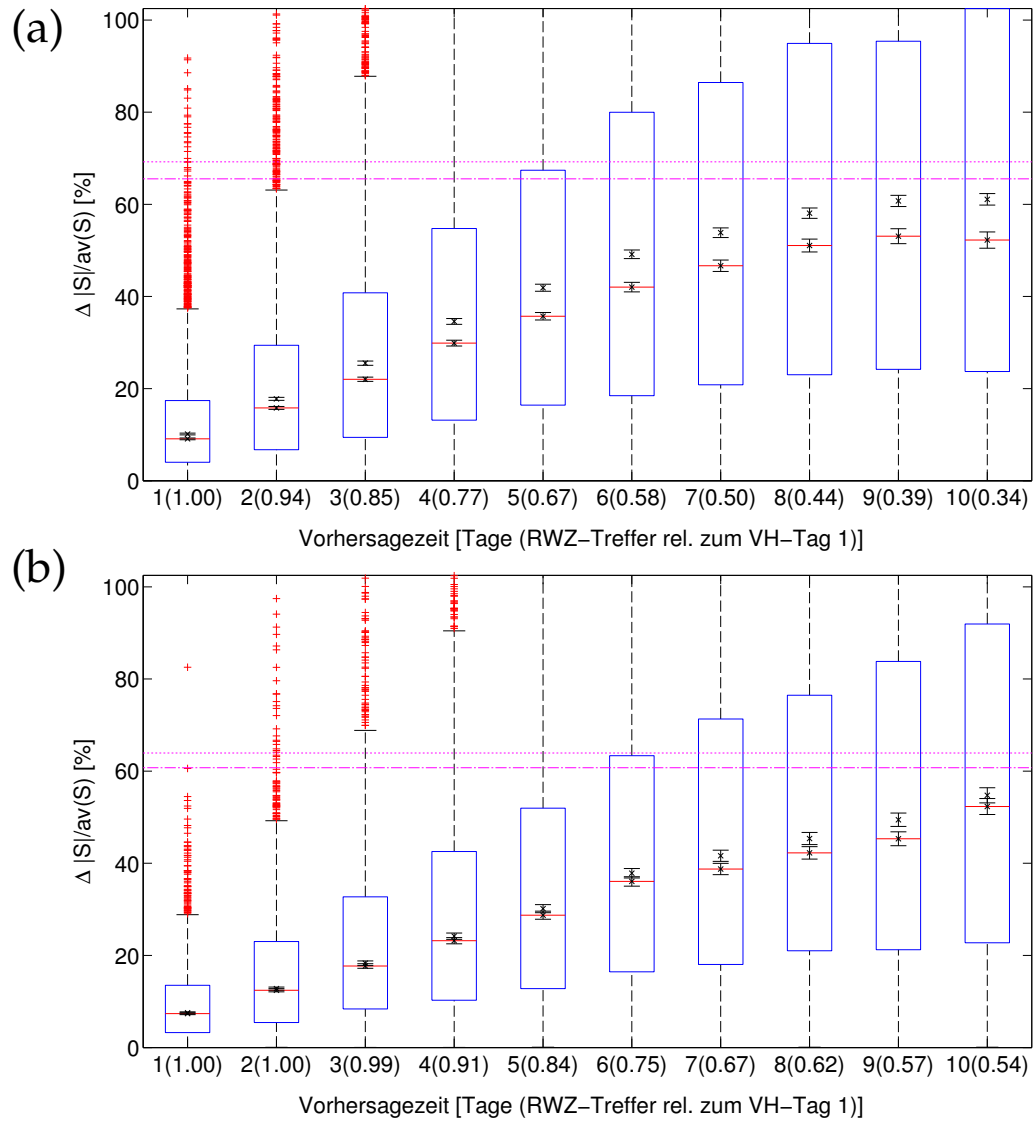 (a)
Δ |S|/av(S) [%]
100
80
60
40
20
0
1(1.00) 2(0.94) 3(0.85) 4(0.77) 5(0.67) 6(0.58) 7(0.50) 8(0.44) 9(0.39) 10(0.34)
Vorhersagezeit [Tage (RWZ−Treffer rel. zum VH−Tag 1)]
(b)
Δ |S|/av(S) [%]
100
80
60
40
20
0
1(1.00) 2(1.00) 3(0.99) 4(0.91) 5(0.84) 6(0.75) 7(0.67) 8(0.62) 9(0.57) 10(0.54)
Vorhersagezeit [Tage (RWZ−Treffer rel. zum VH−Tag 1)]